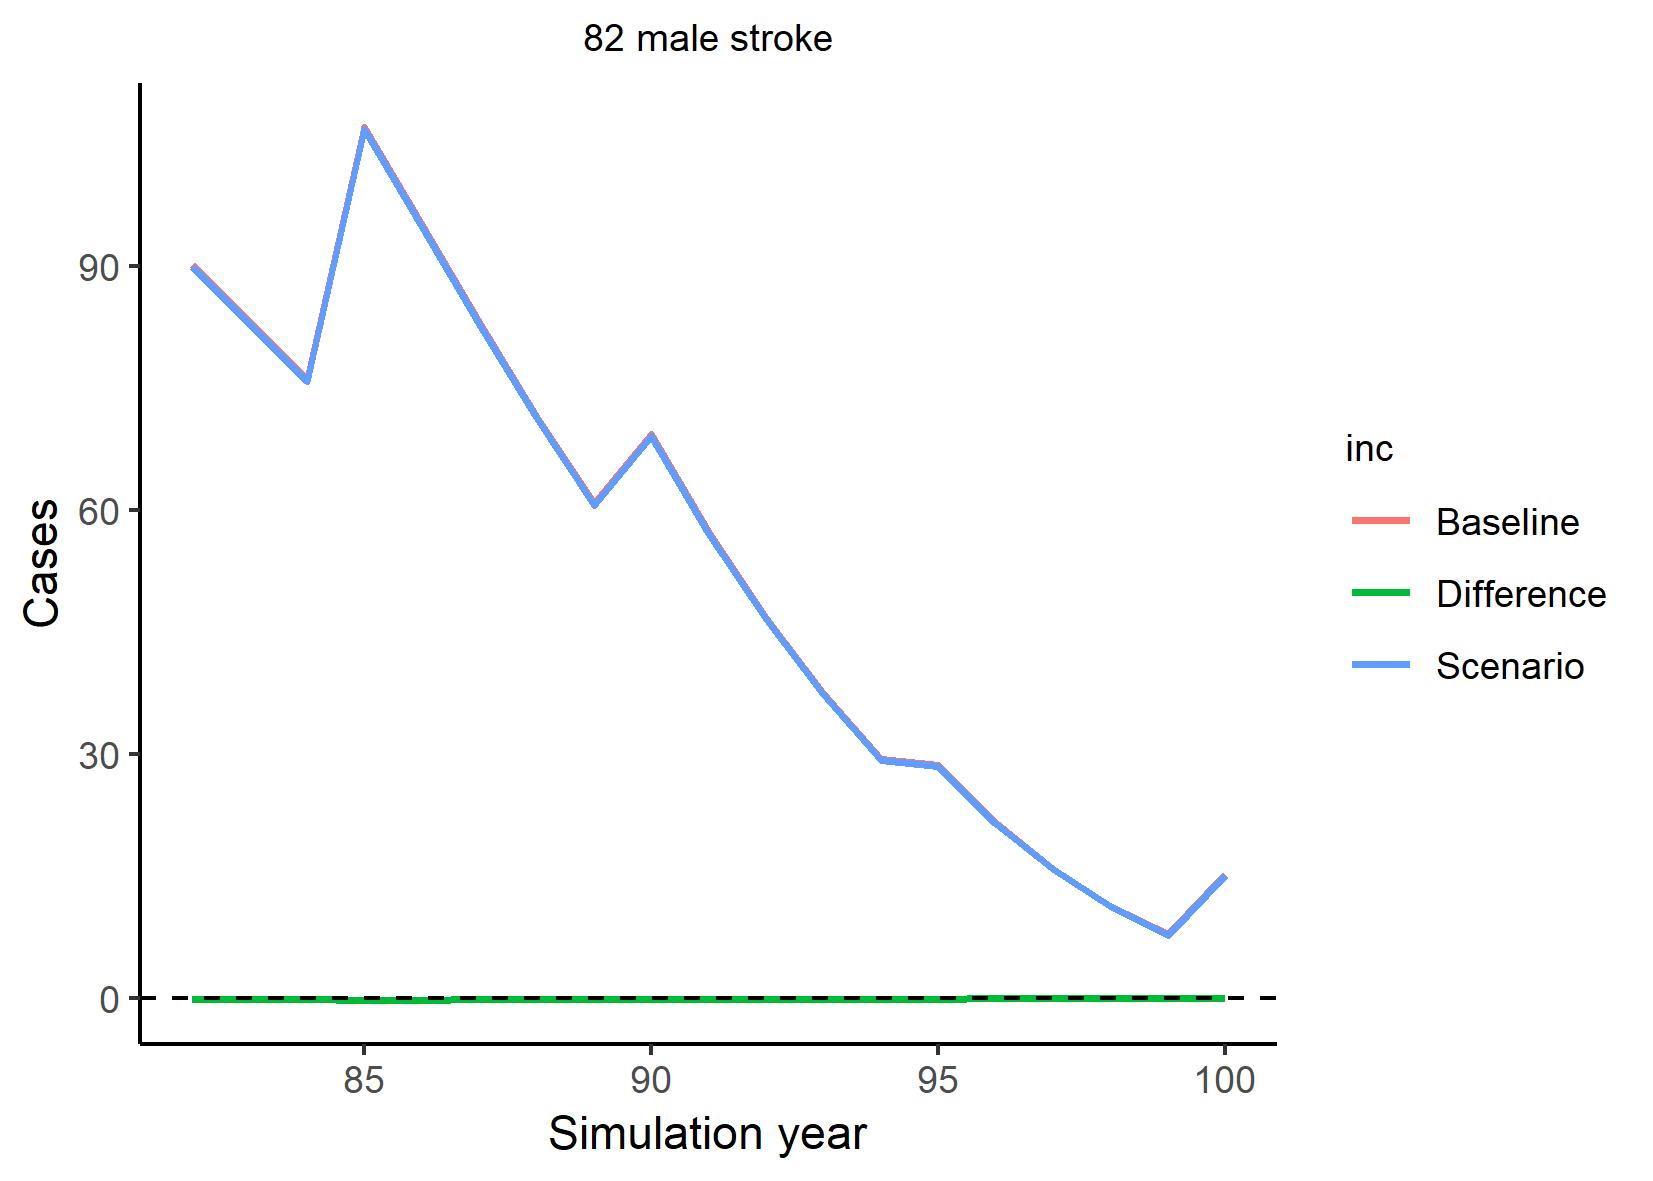 82 male stroke
90
60
30
0
Cases
85 90 95 100
Simulation year
inc
Baseline
Difference
Scenario